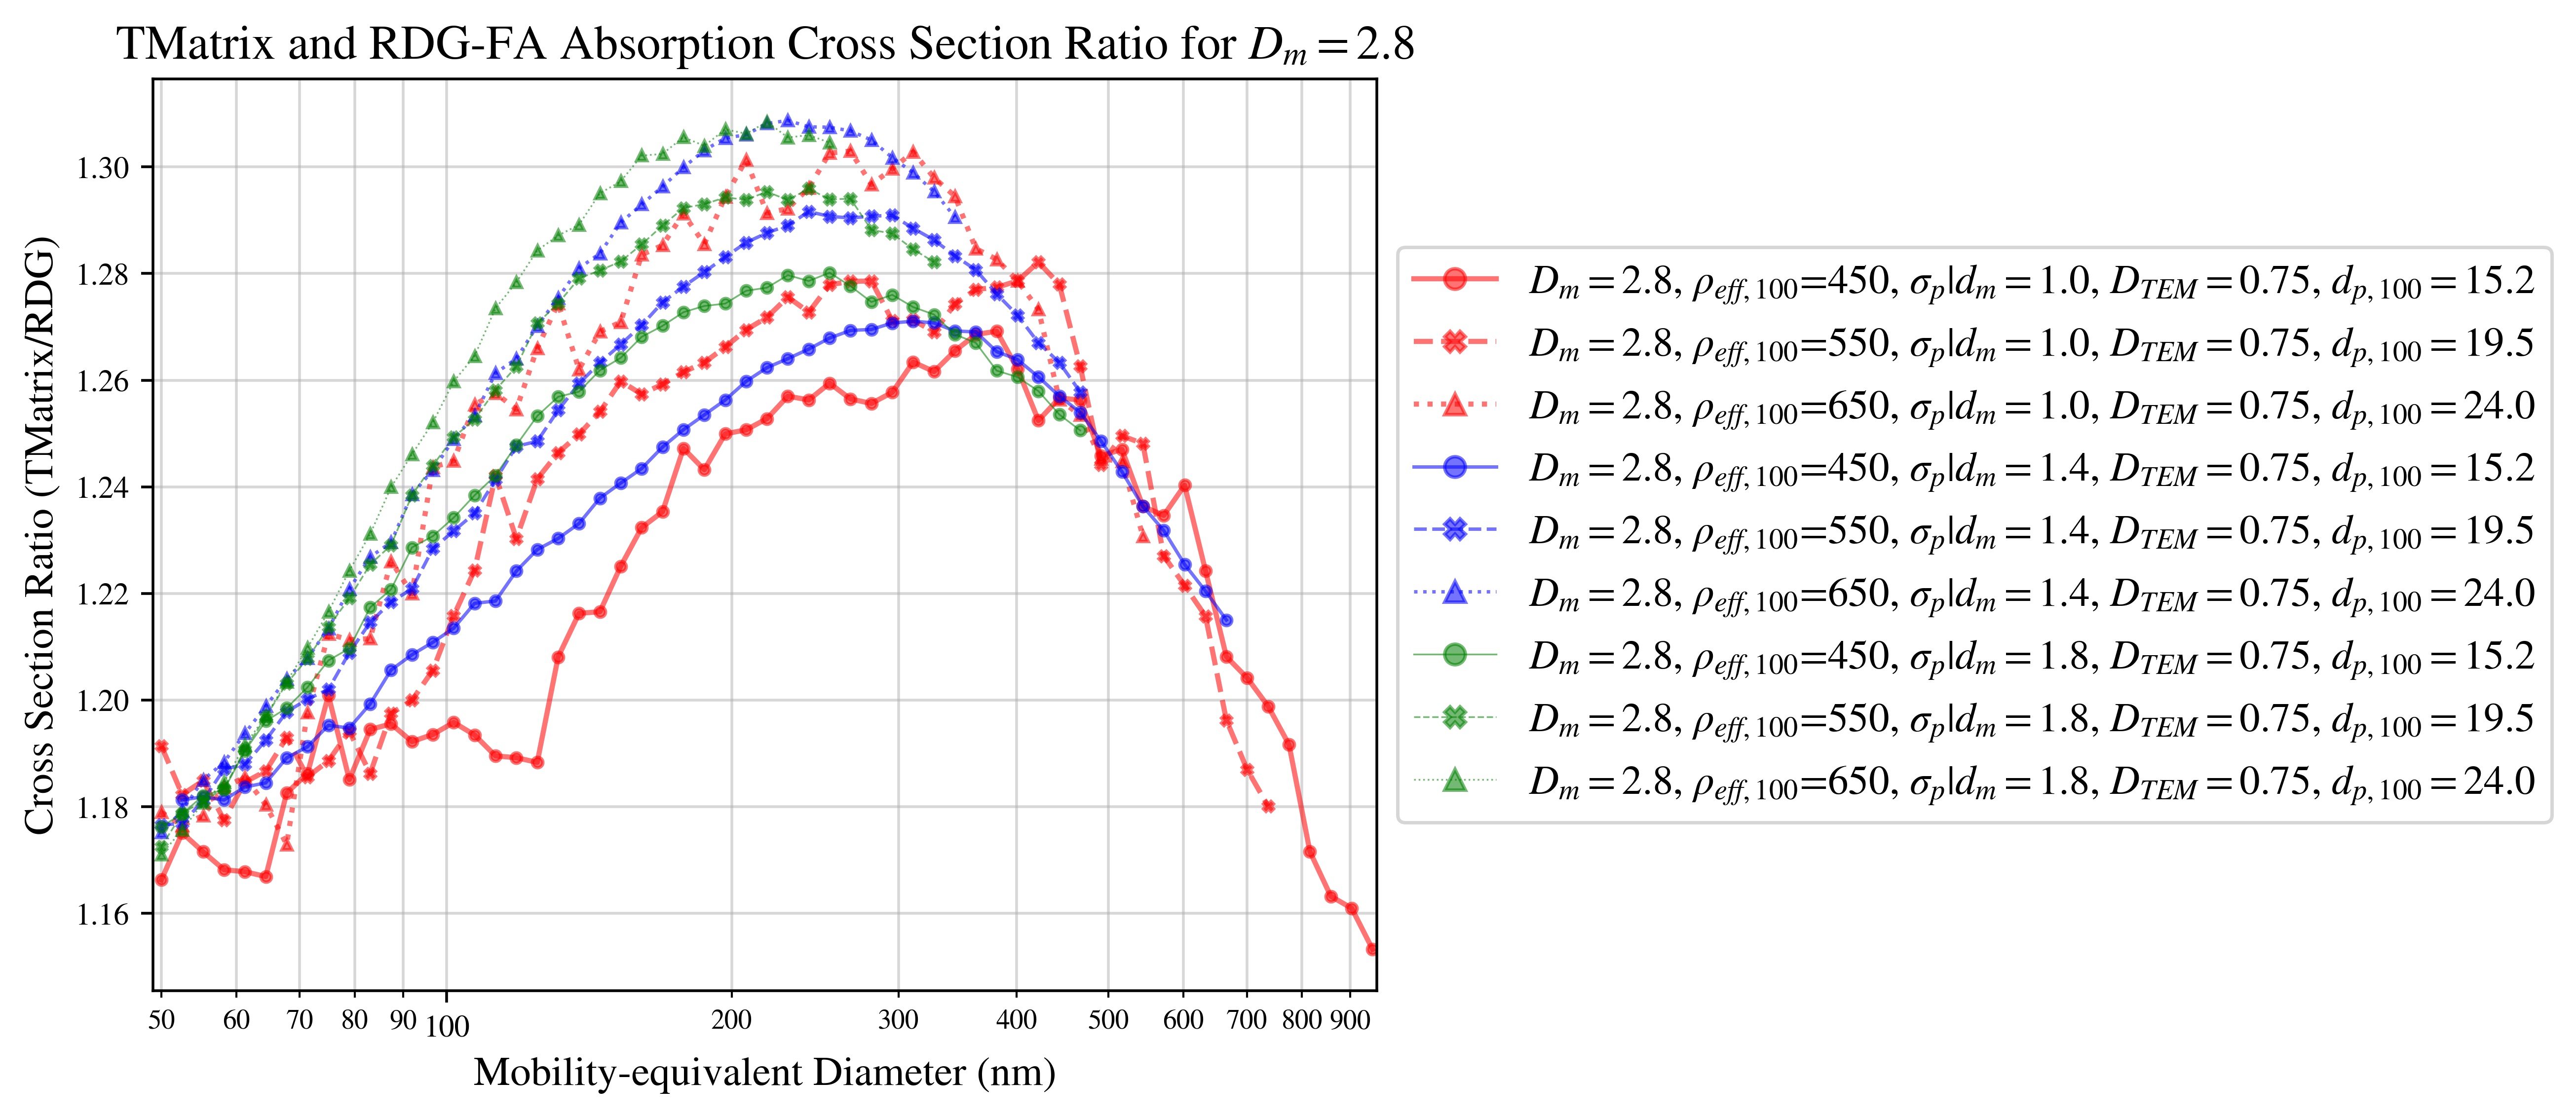 TMatrix and RDG-FA Absorption Cross Section Ratio for Dₘ = 2.8
Cross Section Ratio (TMatrix/RDG)
1.30
1.28
1.26
1.24
1.22
1.20
1.18
1.16
50 60 70 80 90 100 200 300 400 500 600 700 800 900
Mobility-equivalent Diameter (nm)
D_m = 2.8, ρ_eff,100=450, σ_p|d_m = 1.0, D_TEM = 0.75, d_p,100 = 15.2
D_m = 2.8, ρ_eff,100=550, σ_p|d_m = 1.0, D_TEM = 0.75, d_p,100 = 19.5
D_m = 2.8, ρ_eff,100=650, σ_p|d_m = 1.0, D_TEM = 0.75, d_p,100 = 24.0
D_m = 2.8, ρ_eff,100=450, σ_p|d_m = 1.4, D_TEM = 0.75, d_p,100 = 15.2
D_m = 2.8, ρ_eff,100=550, σ_p|d_m = 1.4, D_TEM = 0.75, d_p,100 = 19.5
D_m = 2.8, ρ_eff,100=650, σ_p|d_m = 1.4, D_TEM = 0.75, d_p,100 = 24.0
D_m = 2.8, ρ_eff,100=450, σ_p|d_m = 1.8, D_TEM = 0.75, d_p,100 = 15.2
D_m = 2.8, ρ_eff,100=550, σ_p|d_m = 1.8, D_TEM = 0.75, d_p,100 = 19.5
D_m = 2.8, ρ_eff,100=650, σ_p|d_m = 1.8, D_TEM = 0.75, d_p,100 = 24.0